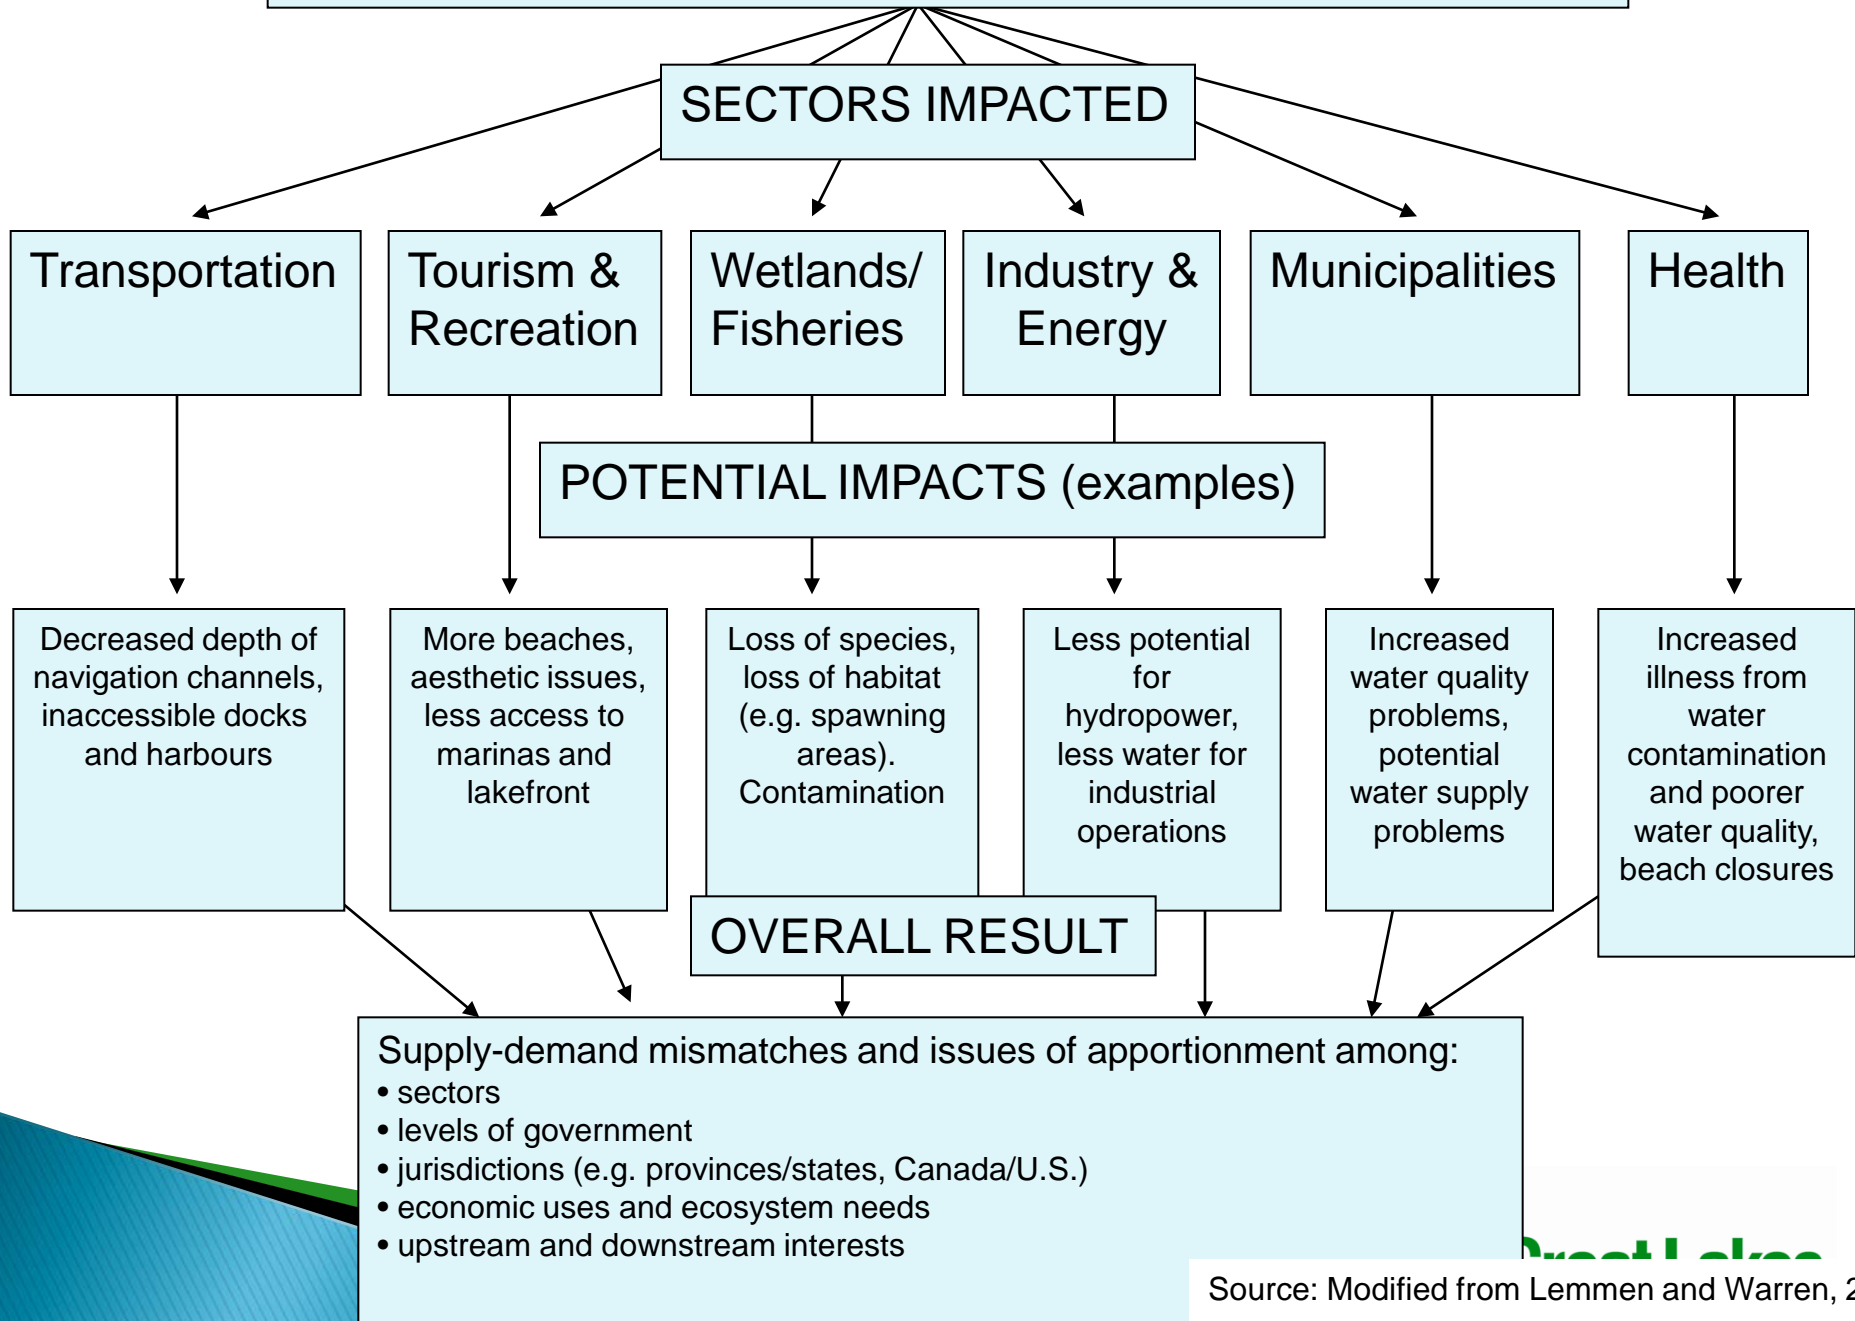 SECTORS IMPACTED
Transportation
Tourism &
Recreation
Wetlands/
Fisheries
Industry &
Energy
Municipalities
Health
POTENTIAL IMPACTS (examples)
Decreased depth of
navigation channels,
inaccessible docks
and harbours
More beaches,
aesthetic issues,
less access to
marinas and
lakefront
Loss of species,
loss of habitat
(e.g. spawning
areas).
Contamination
Less potential
for
hydropower,
less water for
industrial
operations
Increased
water quality
problems,
potential
water supply
problems
Increased
illness from
water
contamination
and poorer
water quality,
beach closures
OVERALL RESULT
Supply-demand mismatches and issues of apportionment among:
• sectors
• levels of government
• jurisdictions (e.g. provinces/states, Canada/U.S.)
• economic uses and ecosystem needs
• upstream and downstream interests
Great Lakes
Source: Modified from Lemmen and Warren, 2